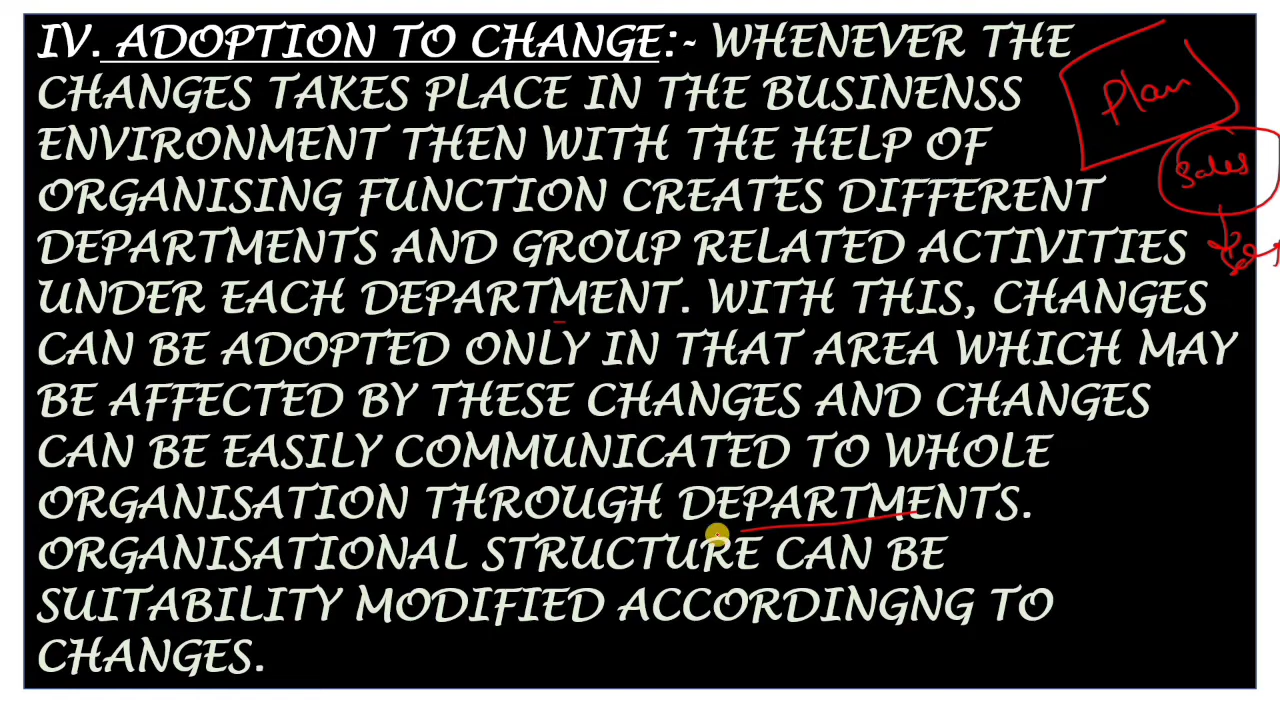 IV. ADOPTION TO CHANGE:- WHENEVER THE
CHANGES TAKES PLACE IN THE BUSINENSS
ENVIRONMENT THEN WITH THE HELP OF
ORGANISING FUNCTION CREATES DIFFERENT
DEPARTMENTS AND GROUP RELATED ACTIVITIES
UNDER EACH DEPARTMENT. WITH THIS, CHANGES
CAN BE ADOPTED ONLY IN THAT AREA WHICH MAY
BE AFFECTED BY THESE CHANGES AND CHANGES
CAN BE EASILY COMMUNICATED TO WHOLE
ORGANISATION THROUGH DEPARTMENTS.
ORGANISATIONAL STRUCTURE CAN BE
SUITABILITY MODIFIED ACCORDINGNG TO
CHANGES.
Plan
Sales